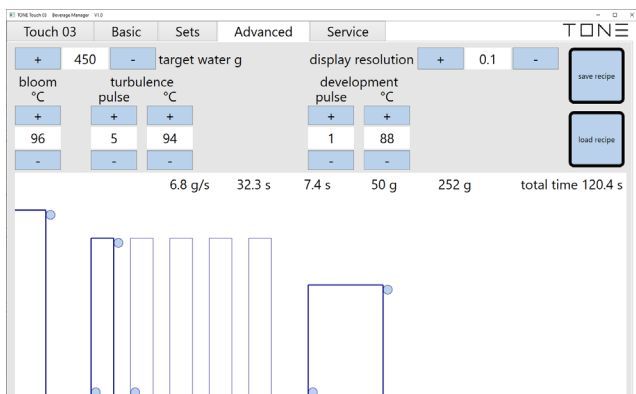 TONE Touch 03 Beverage Manager V1.0
Touch 03 Basic Sets Advanced Service TONE
+ 450 - target water g display resolution + 0.1 - save recipe
bloom turbulence development
°C pulse °C pulse °C
+ + + + +
96 5 94 1 88 load recipe
- - - - -
6.8 g/s 32.3 s 7.4 s 50 g 252 g total time 120.4 s